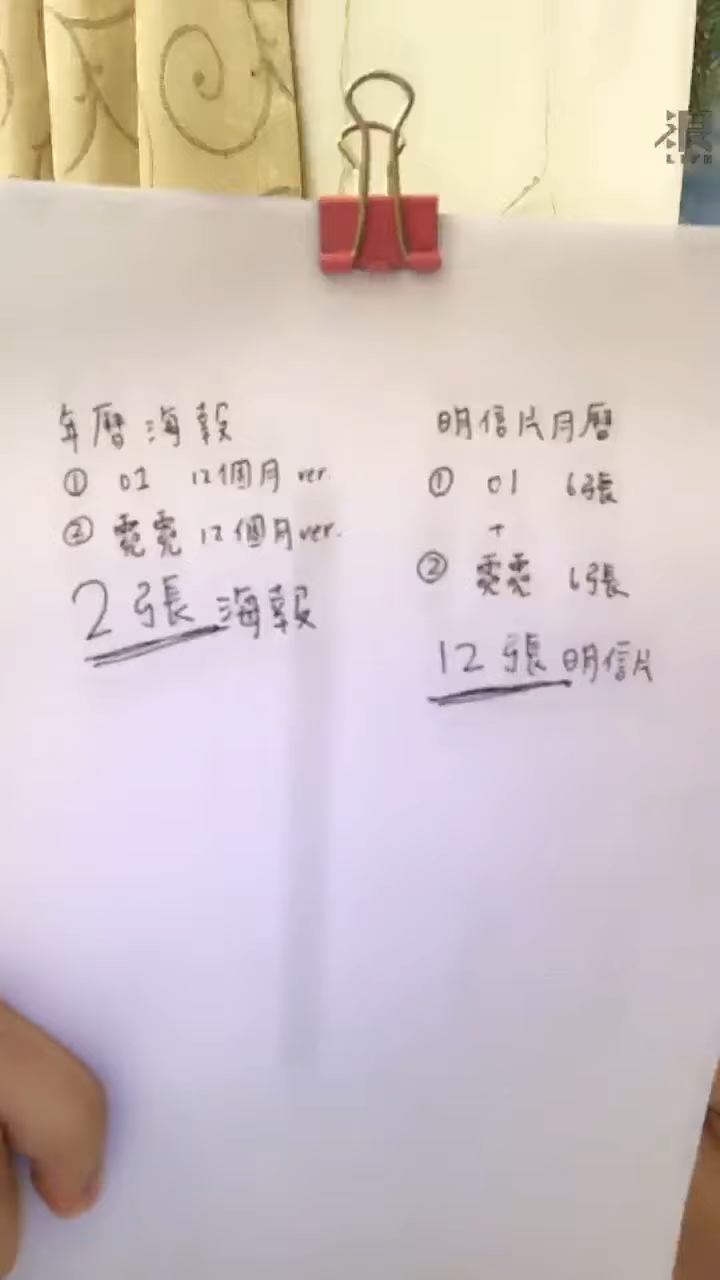 浪
LIVE
年曆海報
① 01 12個月 ver.
② 霓霓 12個月 ver.
2張海報
明信片月曆
① 01 6張
+
② 霓霓 6張
12張明信片